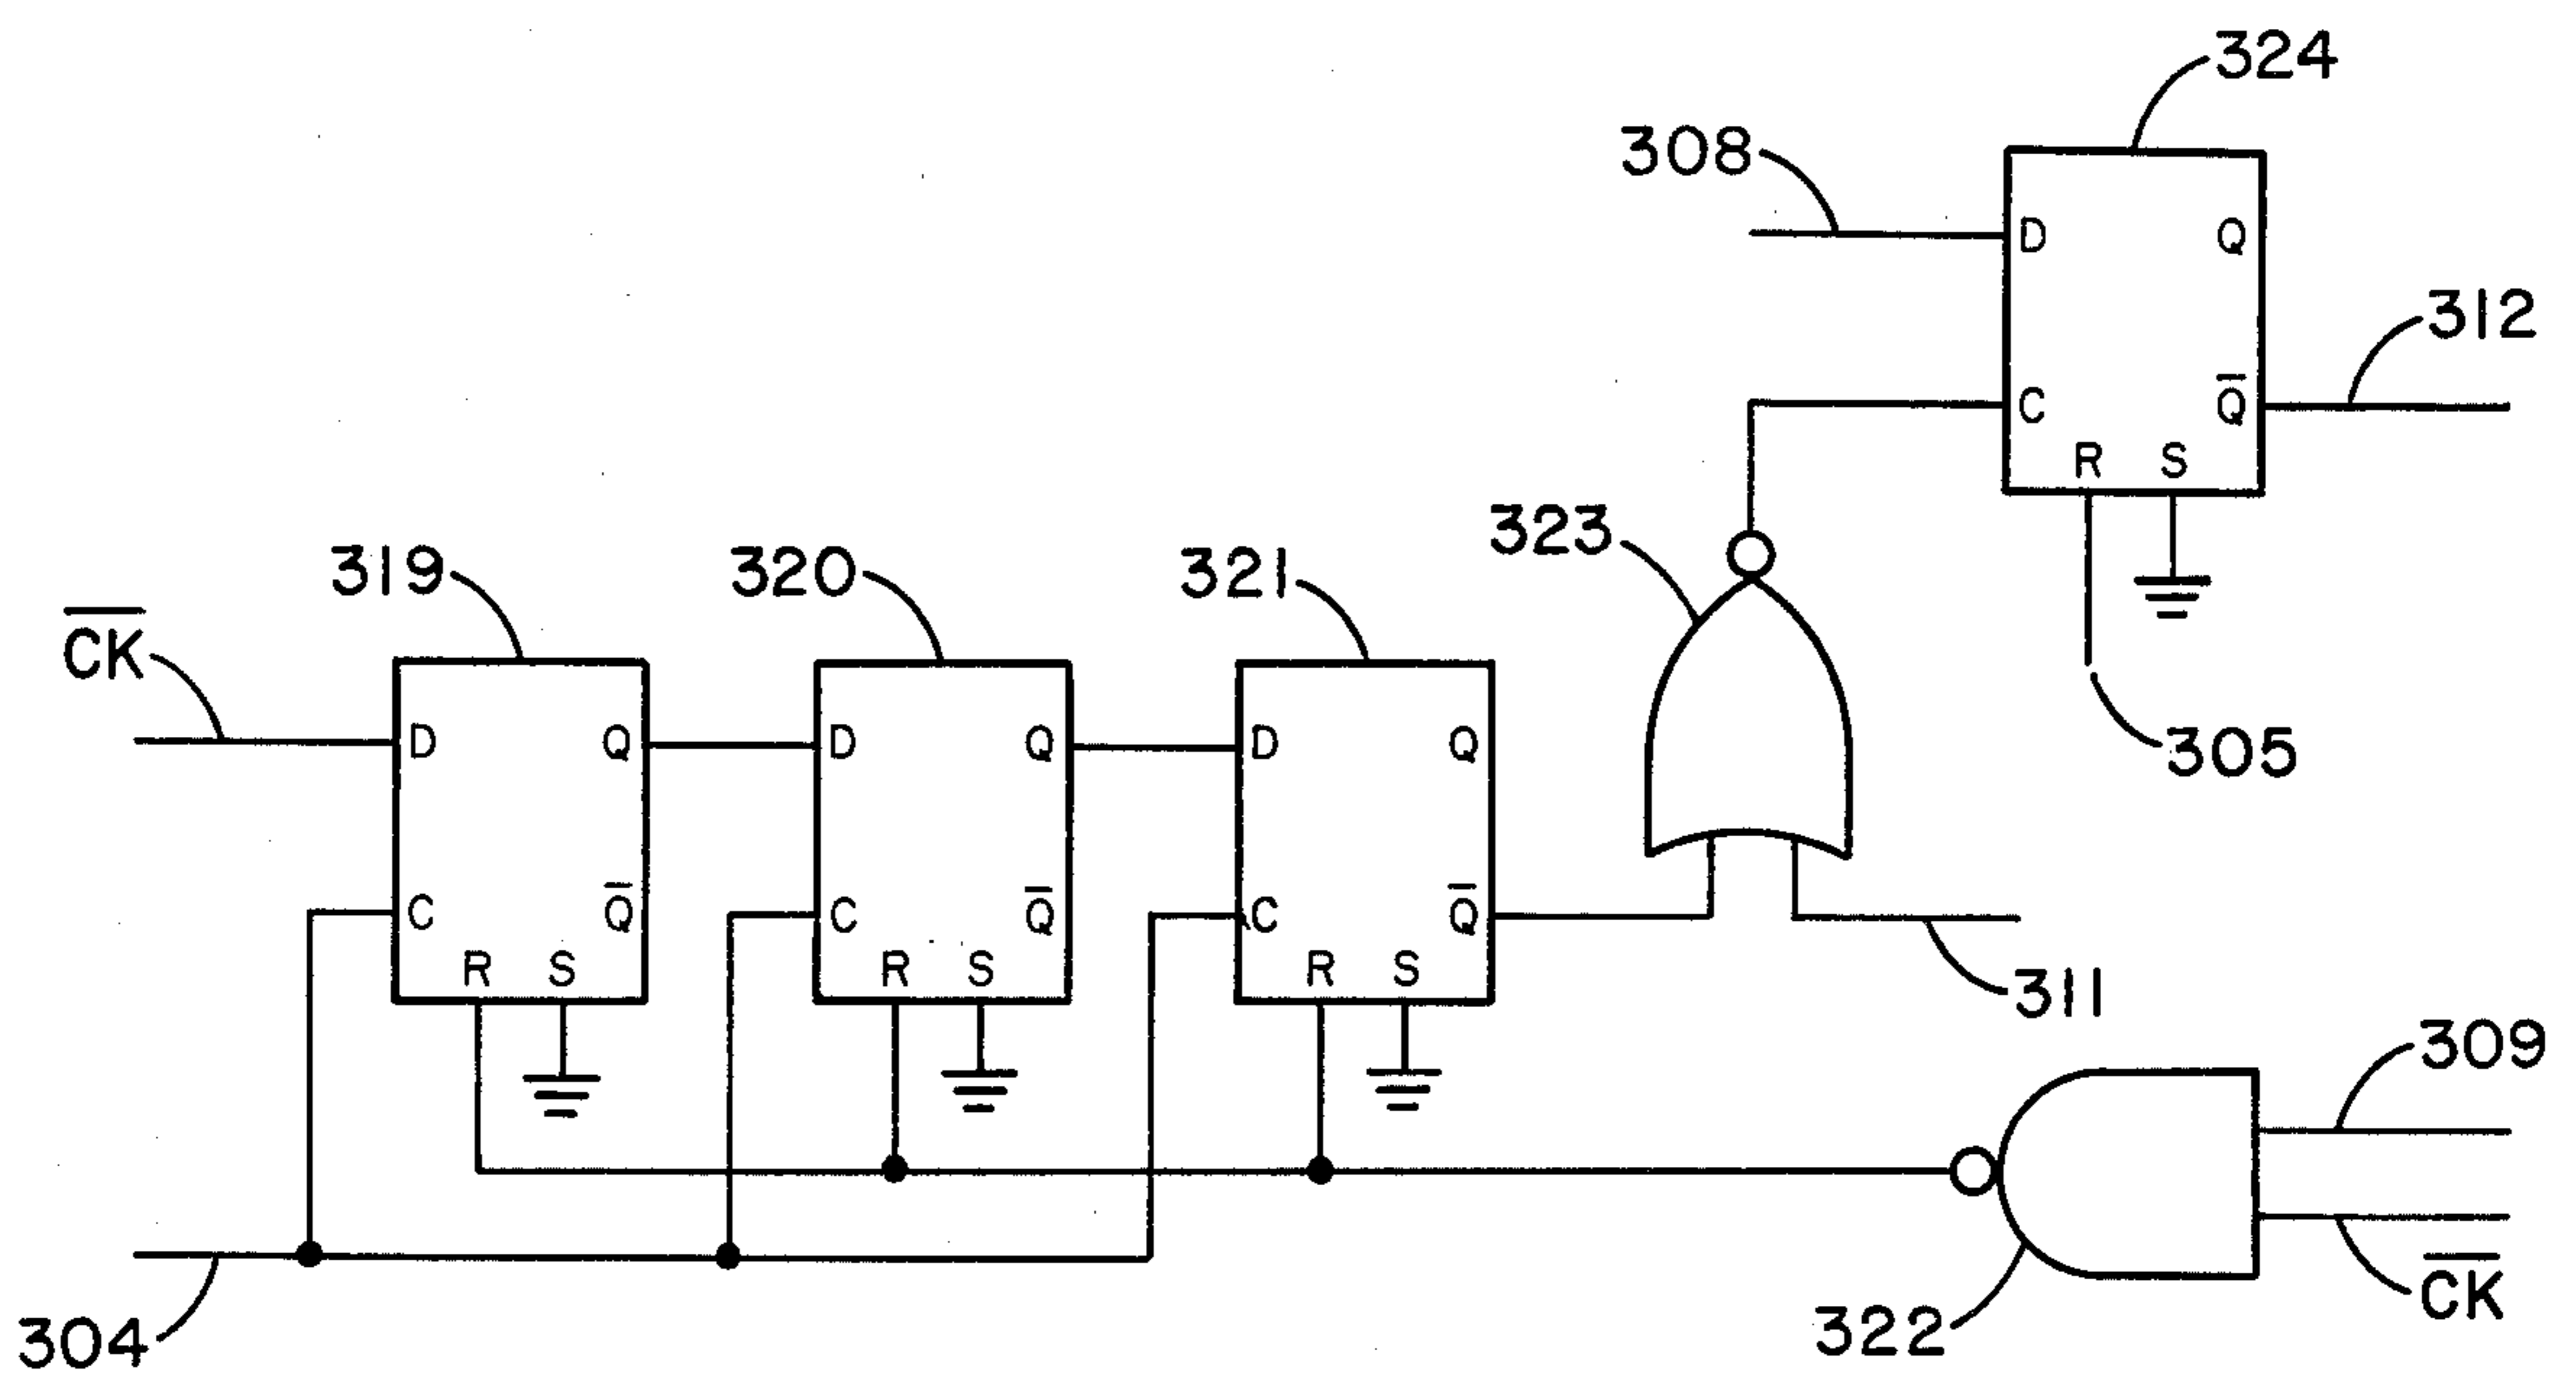 324
308
D Q
312
C Q̅
R S
323
319 320 321
C̅K̅
305
D Q D Q D Q
C Q̅ C Q̅ C Q̅
R S R S R S
311
309
C̅K̅
322
304